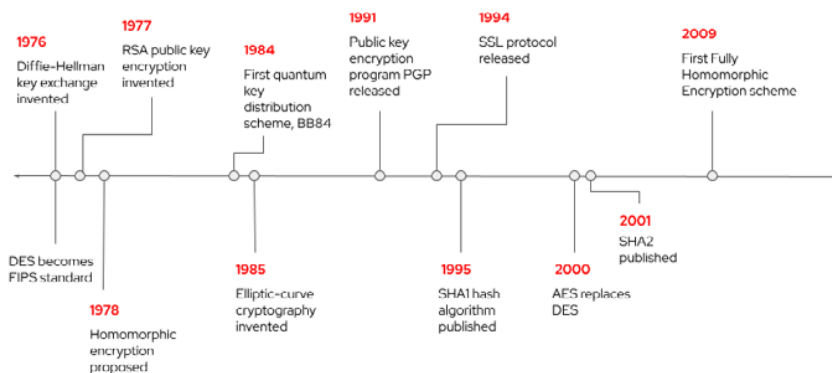 1976
Diffie-Hellman
key exchange
invented
1977
RSA public key
encryption
invented
1984
First quantum
key
distribution
scheme, BB84
1991
Public key
encryption
program PGP
released
1994
SSL protocol
released
2009
First Fully
Homomorphic
Encryption scheme
DES becomes
FIPS standard
1978
Homomorphic
encryption
proposed
1985
Elliptic-curve
cryptography
invented
1995
SHA1 hash
algorithm
published
2000
AES replaces
DES
2001
SHA2
published